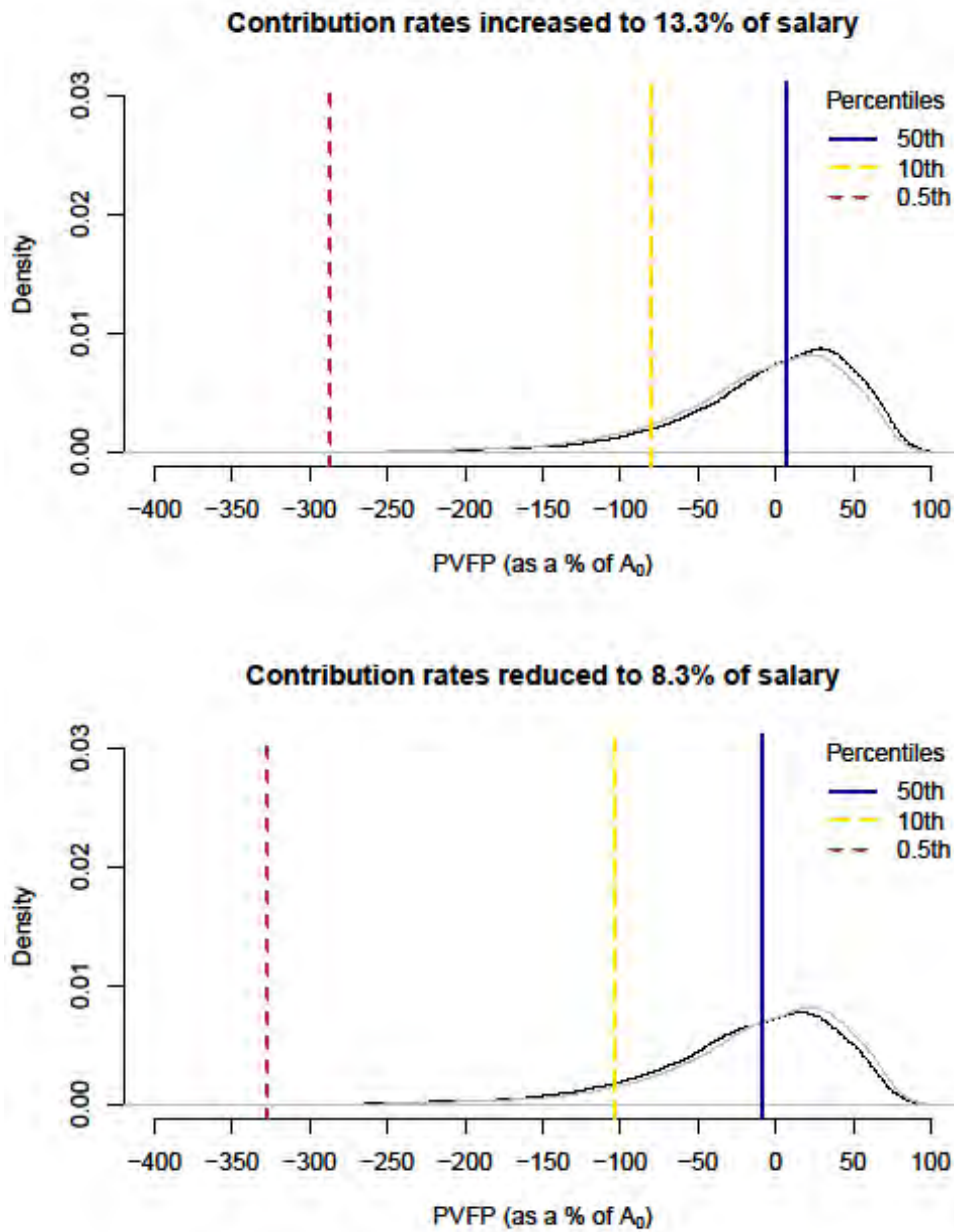 Contribution rates increased to 13.3% of salary
Percentiles
50th
10th
0.5th
Density
0.00 0.01 0.02 0.03
−400 −350 −300 −250 −200 −150 −100 −50 0 50 100
PVFP (as a % of A₀)
Contribution rates reduced to 8.3% of salary
Percentiles
50th
10th
0.5th
Density
0.00 0.01 0.02 0.03
−400 −350 −300 −250 −200 −150 −100 −50 0 50 100
PVFP (as a % of A₀)